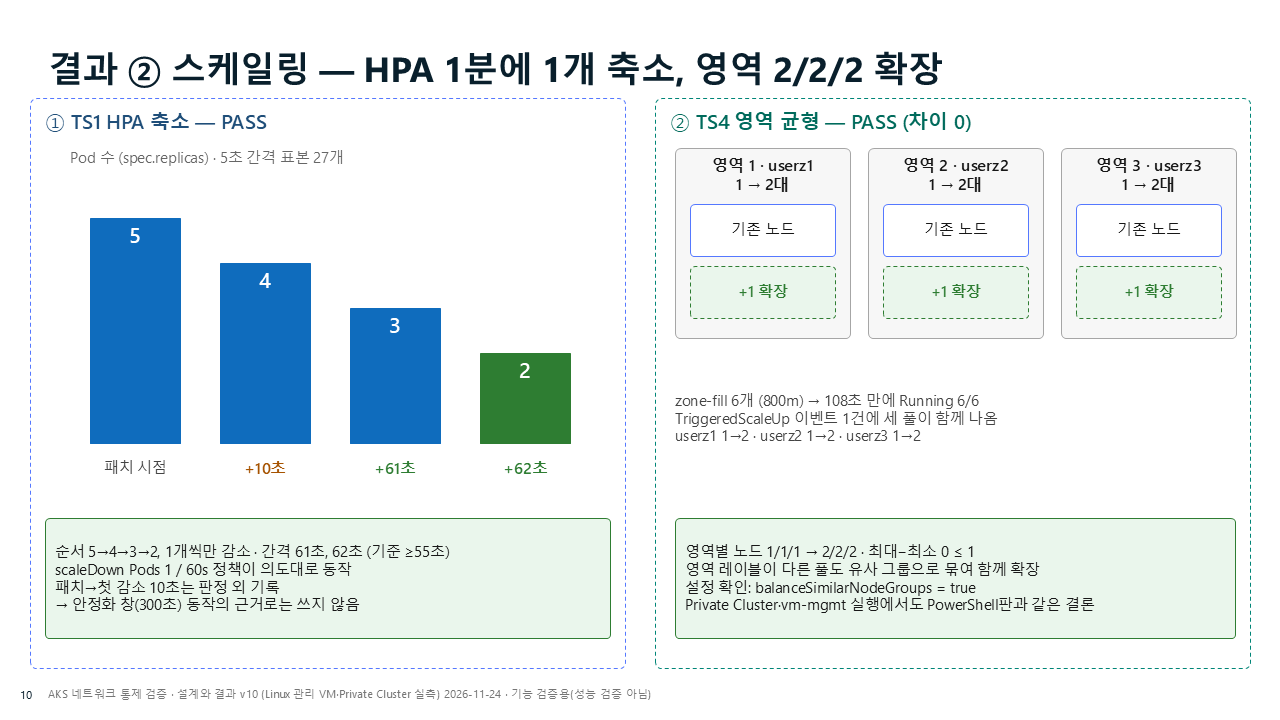 결과 ② 스케일링 — HPA 1분에 1개 축소, 영역 2/2/2 확장
① TS1 HPA 축소 — PASS
Pod 수 (spec.replicas) · 5초 간격 표본 27개
5
4
3
2
패치 시점
+10초
+61초
+62초
순서 5→4→3→2, 1개씩만 감소 · 간격 61초, 62초 (기준 ≥55초)
scaleDown Pods 1 / 60s 정책이 의도대로 동작
패치→첫 감소 10초는 판정 외 기록
→ 안정화 창(300초) 동작의 근거로는 쓰지 않음
② TS4 영역 균형 — PASS (차이 0)
영역 1 · userz1
1 → 2대
기존 노드
+1 확장
영역 2 · userz2
1 → 2대
기존 노드
+1 확장
영역 3 · userz3
1 → 2대
기존 노드
+1 확장
zone-fill 6개 (800m) → 108초 만에 Running 6/6
TriggeredScaleUp 이벤트 1건에 세 풀이 함께 나옴
userz1 1→2 · userz2 1→2 · userz3 1→2
영역별 노드 1/1/1 → 2/2/2 · 최대−최소 0 ≤ 1
영역 레이블이 다른 풀도 유사 그룹으로 묶여 함께 확장
설정 확인: balanceSimilarNodeGroups = true
Private Cluster·vm-mgmt 실행에서도 PowerShell판과 같은 결론
10 AKS 네트워크 통제 검증 · 설계와 결과 v10 (Linux 관리 VM·Private Cluster 실측) 2026-11-24 · 기능 검증용(성능 검증 아님)